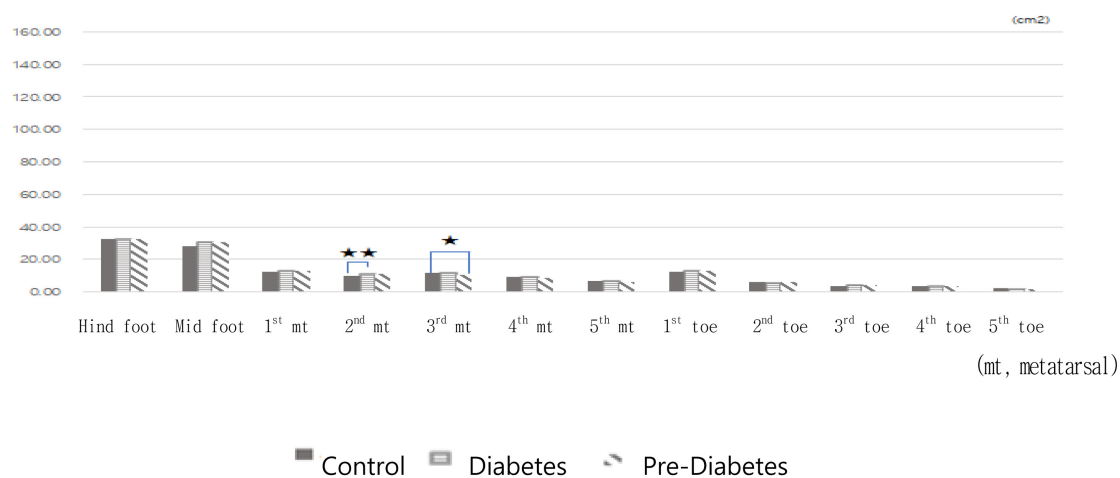 (cm2)
160.00
140.00
120.00
100.00
80.00
60.00
40.00
20.00
0.00
★★
★
Hind foot Mid foot 1st mt 2nd mt 3rd mt 4th mt 5th mt 1st toe 2nd toe 3rd toe 4th toe 5th toe
(mt, metatarsal)
Control Diabetes Pre-Diabetes